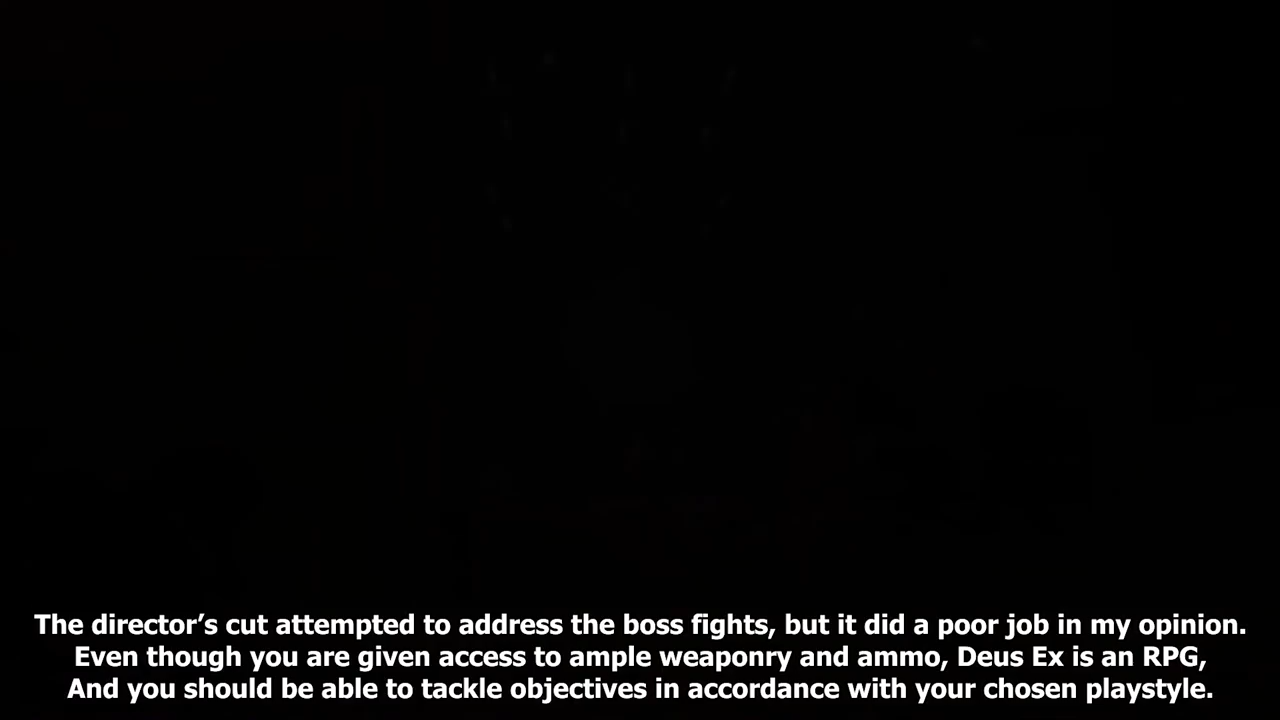 The director’s cut attempted to address the boss fights, but it did a poor job in my opinion.
Even though you are given access to ample weaponry and ammo, Deus Ex is an RPG,
And you should be able to tackle objectives in accordance with your chosen playstyle.